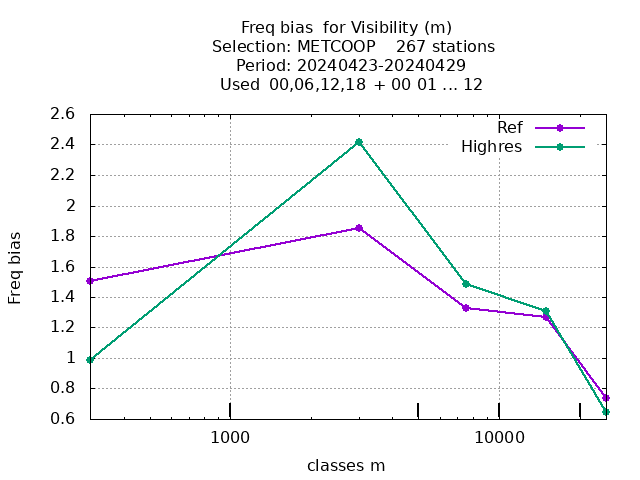 Freq bias  for Visibility (m)
Selection: METCOOP    267 stations
Period: 20240423-20240429
Used  00,06,12,18  + 00 01 ... 12
Ref
Highres
2.6
2.4
2.2
2
1.8
1.6
1.4
1.2
1
0.8
0.6
Freq bias
1000
10000
classes m